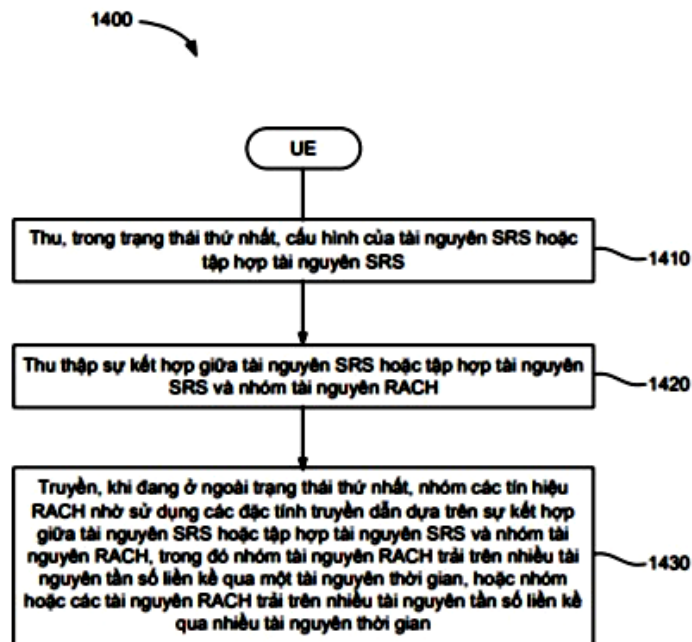 1400
UE
Thu, trong trạng thái thứ nhất, cấu hình của tài nguyên SRS hoặc
tập hợp tài nguyên SRS
1410
Thu thập sự kết hợp giữa tài nguyên SRS hoặc tập hợp tài nguyên
SRS và nhóm tài nguyên RACH
1420
Truyền, khi đang ở ngoài trạng thái thứ nhất, nhóm các tín hiệu
RACH nhờ sử dụng các đặc tính truyền dẫn dựa trên sự kết hợp
giữa tài nguyên SRS hoặc tập hợp tài nguyên SRS và nhóm tài
nguyên RACH, trong đó nhóm tài nguyên RACH trải trên nhiều tài
nguyên tần số liền kề qua một tài nguyên thời gian, hoặc nhóm
hoặc các tài nguyên RACH trải trên nhiều tài nguyên tần số liền kề
qua nhiều tài nguyên thời gian
1430